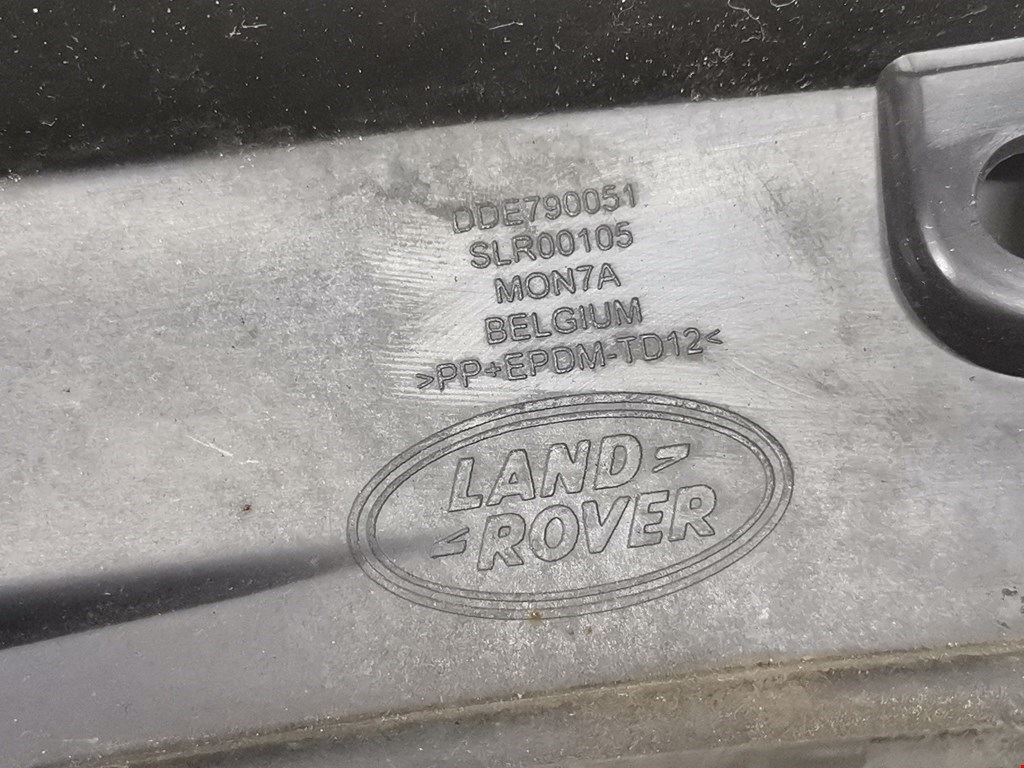 DDE790051
SLR00105
MON7A
BELGIUM
>PP+EPDM-TD12<
LAND
ROVER